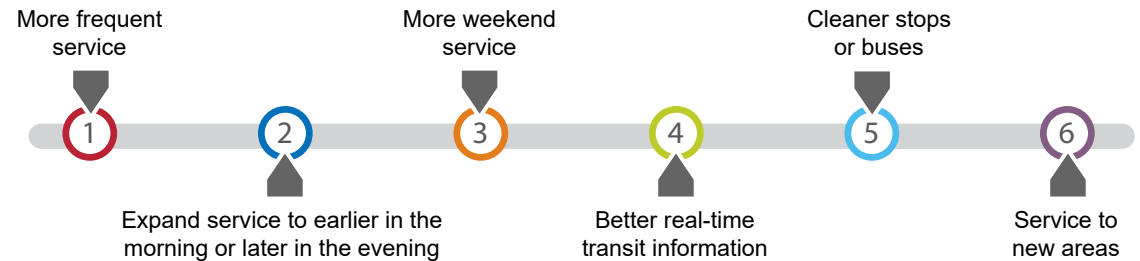 More frequent
service
More weekend
service
Cleaner stops
or buses
1
2
3
4
5
6
Expand service to earlier in the
morning or later in the evening
Better real-time
transit information
Service to
new areas